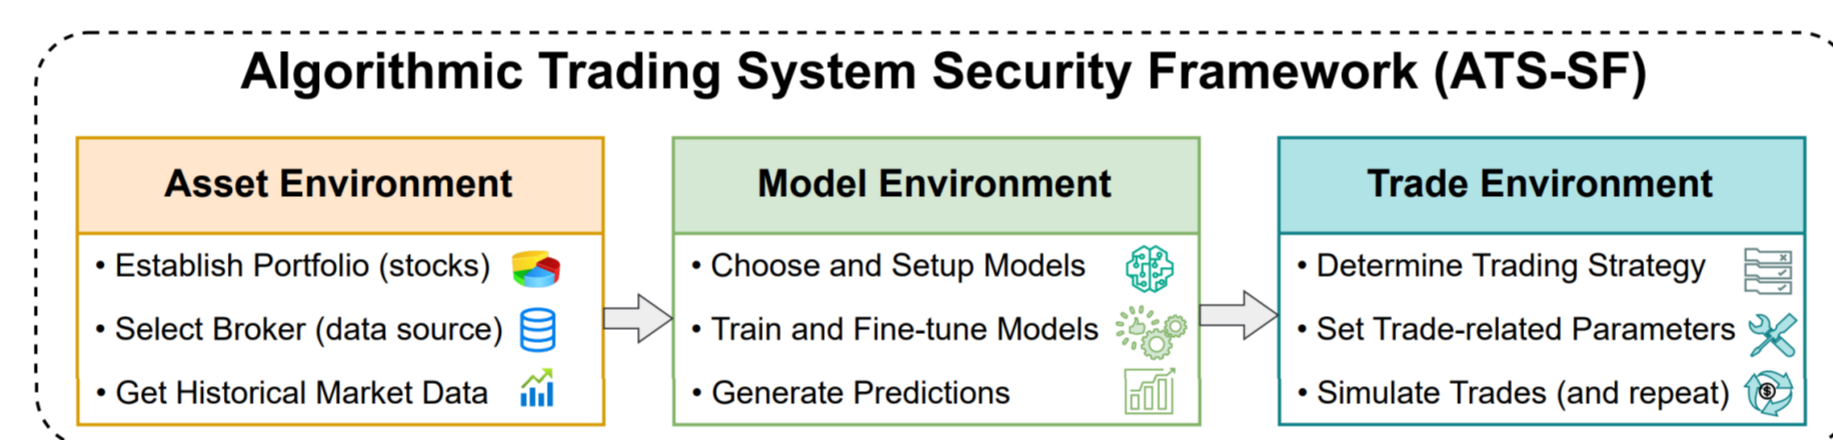 Algorithmic Trading System Security Framework (ATS-SF)
Asset Environment
• Establish Portfolio (stocks)
• Select Broker (data source)
• Get Historical Market Data
Model Environment
• Choose and Setup Models
• Train and Fine-tune Models
• Generate Predictions
Trade Environment
• Determine Trading Strategy
• Set Trade-related Parameters
• Simulate Trades (and repeat)
$